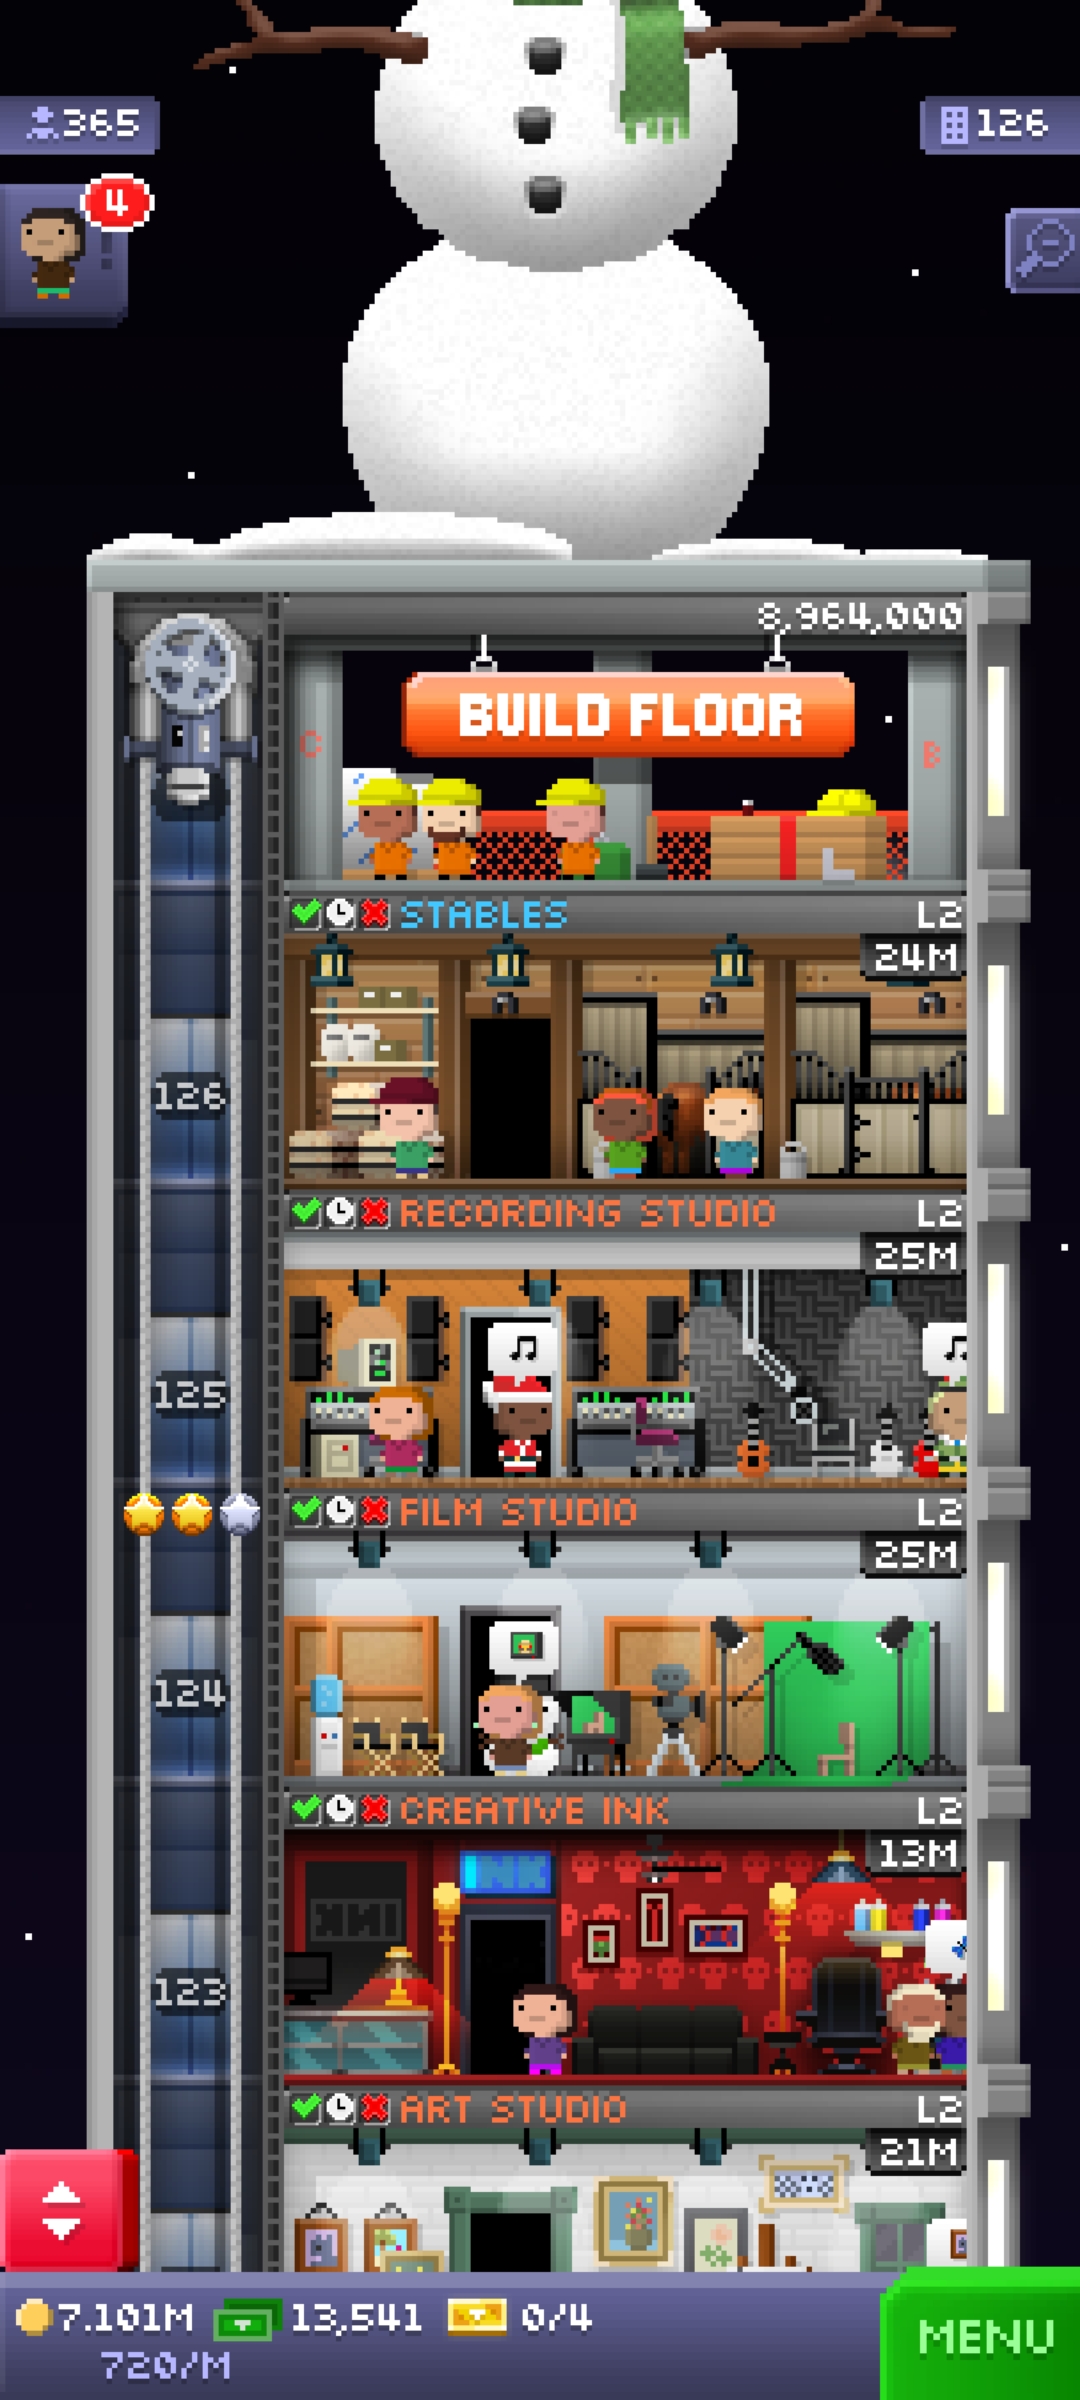 365
126
4
8,964,000
BUILD FLOOR
C
B
STABLES
L2
24M
126
RECORDING STUDIO
L2
25M
125
FILM STUDIO
L2
25M
124
CREATIVE INK
L2
13M
INK
INK
123
ART STUDIO
L2
21M
7.101M
13,541
0/4
MENU
720/M